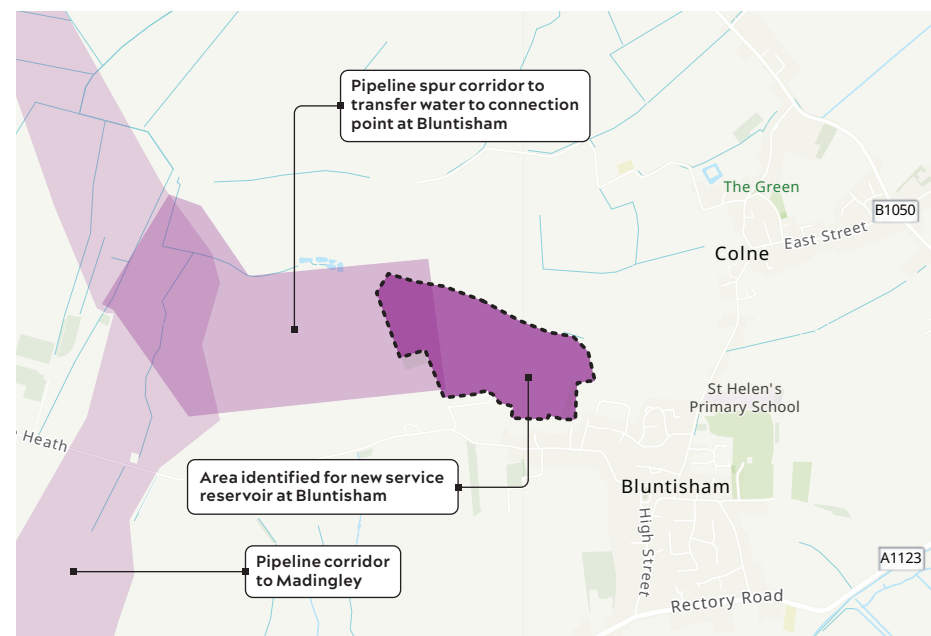 Pipeline spur corridor to
transfer water to connection
point at Bluntisham
The Green
B1050
East Street
Colne
St Helen's
Primary School
Heath
Area identified for new service
reservoir at Bluntisham
Bluntisham
High Street
Pipeline corridor
to Madingley
A1123
Rectory Road